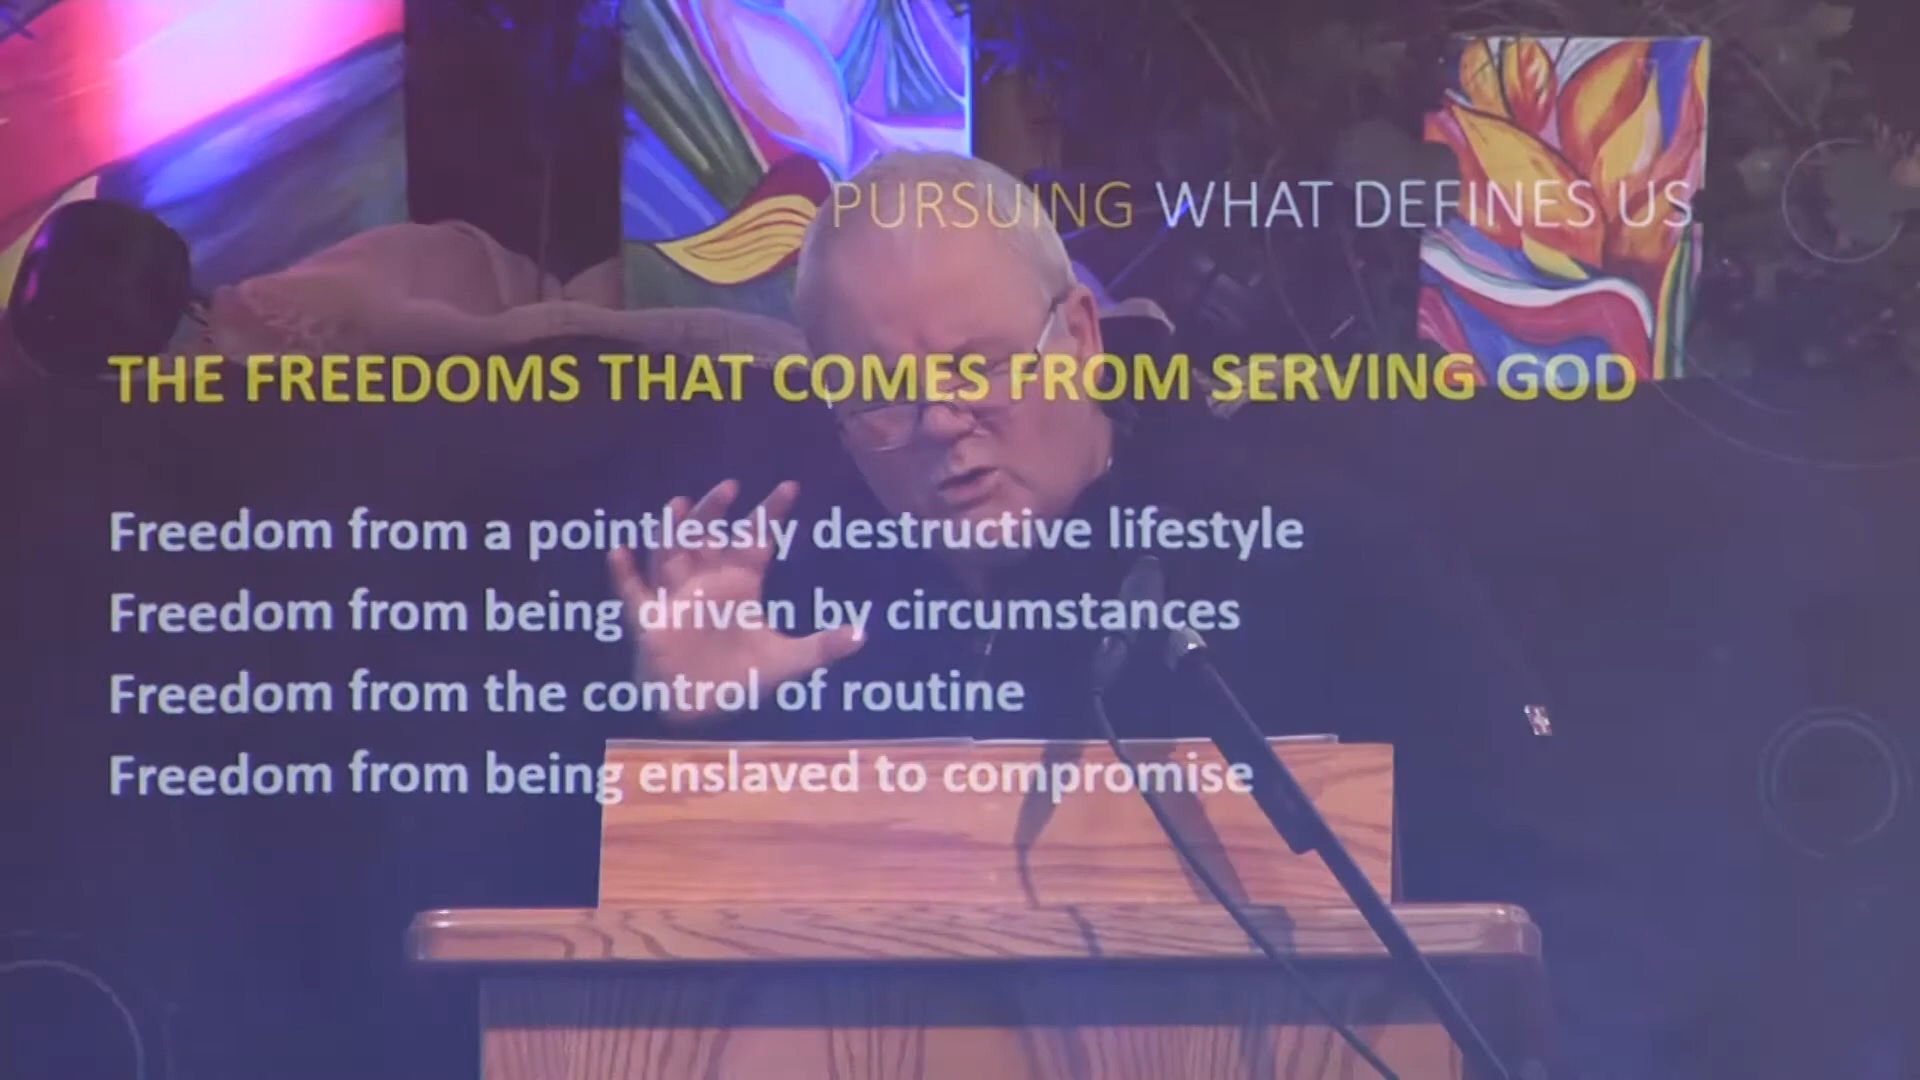 PURSUING WHAT DEFINES US
THE FREEDOMS THAT COMES FROM SERVING GOD
Freedom from a pointlessly destructive lifestyle
Freedom from being driven by circumstances
Freedom from the control of routine
Freedom from being enslaved to compromise